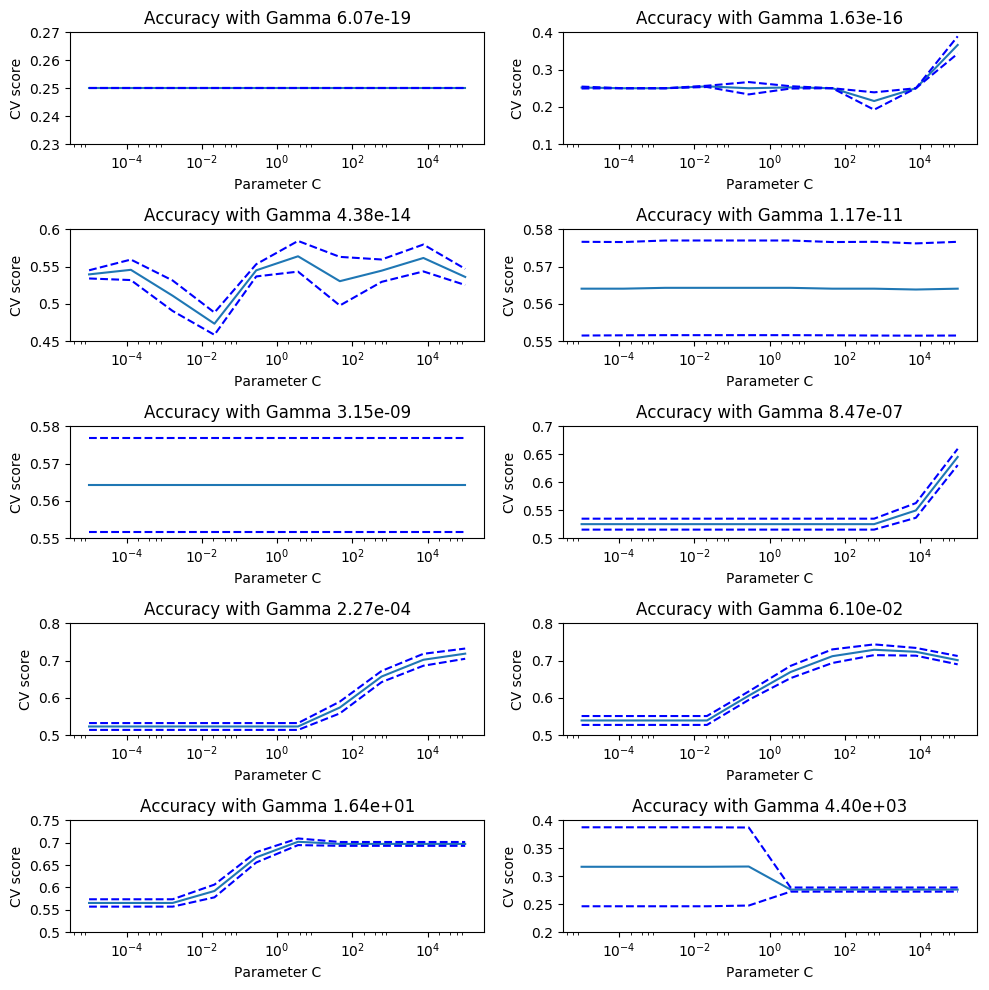 Accuracy with Gamma 6.07e-19
0.27
0.26
0.25
0.24
0.23
CV score
10^-4 10^-2 10^0 10^2 10^4
Parameter C
Accuracy with Gamma 1.63e-16
0.4
0.3
0.2
0.1
CV score
10^-4 10^-2 10^0 10^2 10^4
Parameter C
Accuracy with Gamma 4.38e-14
0.6
0.55
0.5
0.45
CV score
10^-4 10^-2 10^0 10^2 10^4
Parameter C
Accuracy with Gamma 1.17e-11
0.58
0.57
0.56
0.55
CV score
10^-4 10^-2 10^0 10^2 10^4
Parameter C
Accuracy with Gamma 3.15e-09
0.58
0.57
0.56
0.55
CV score
10^-4 10^-2 10^0 10^2 10^4
Parameter C
Accuracy with Gamma 8.47e-07
0.7
0.65
0.6
0.55
0.5
CV score
10^-4 10^-2 10^0 10^2 10^4
Parameter C
Accuracy with Gamma 2.27e-04
0.8
0.7
0.6
0.5
CV score
10^-4 10^-2 10^0 10^2 10^4
Parameter C
Accuracy with Gamma 6.10e-02
0.8
0.7
0.6
0.5
CV score
10^-4 10^-2 10^0 10^2 10^4
Parameter C
Accuracy with Gamma 1.64e+01
0.75
0.7
0.65
0.6
0.55
0.5
CV score
10^-4 10^-2 10^0 10^2 10^4
Parameter C
Accuracy with Gamma 4.40e+03
0.4
0.35
0.3
0.25
0.2
CV score
10^-4 10^-2 10^0 10^2 10^4
Parameter C